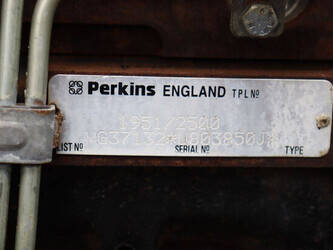 Perkins ENGLAND TPL Nº
1951/2500
LIST Nº SERIAL Nº TYPE